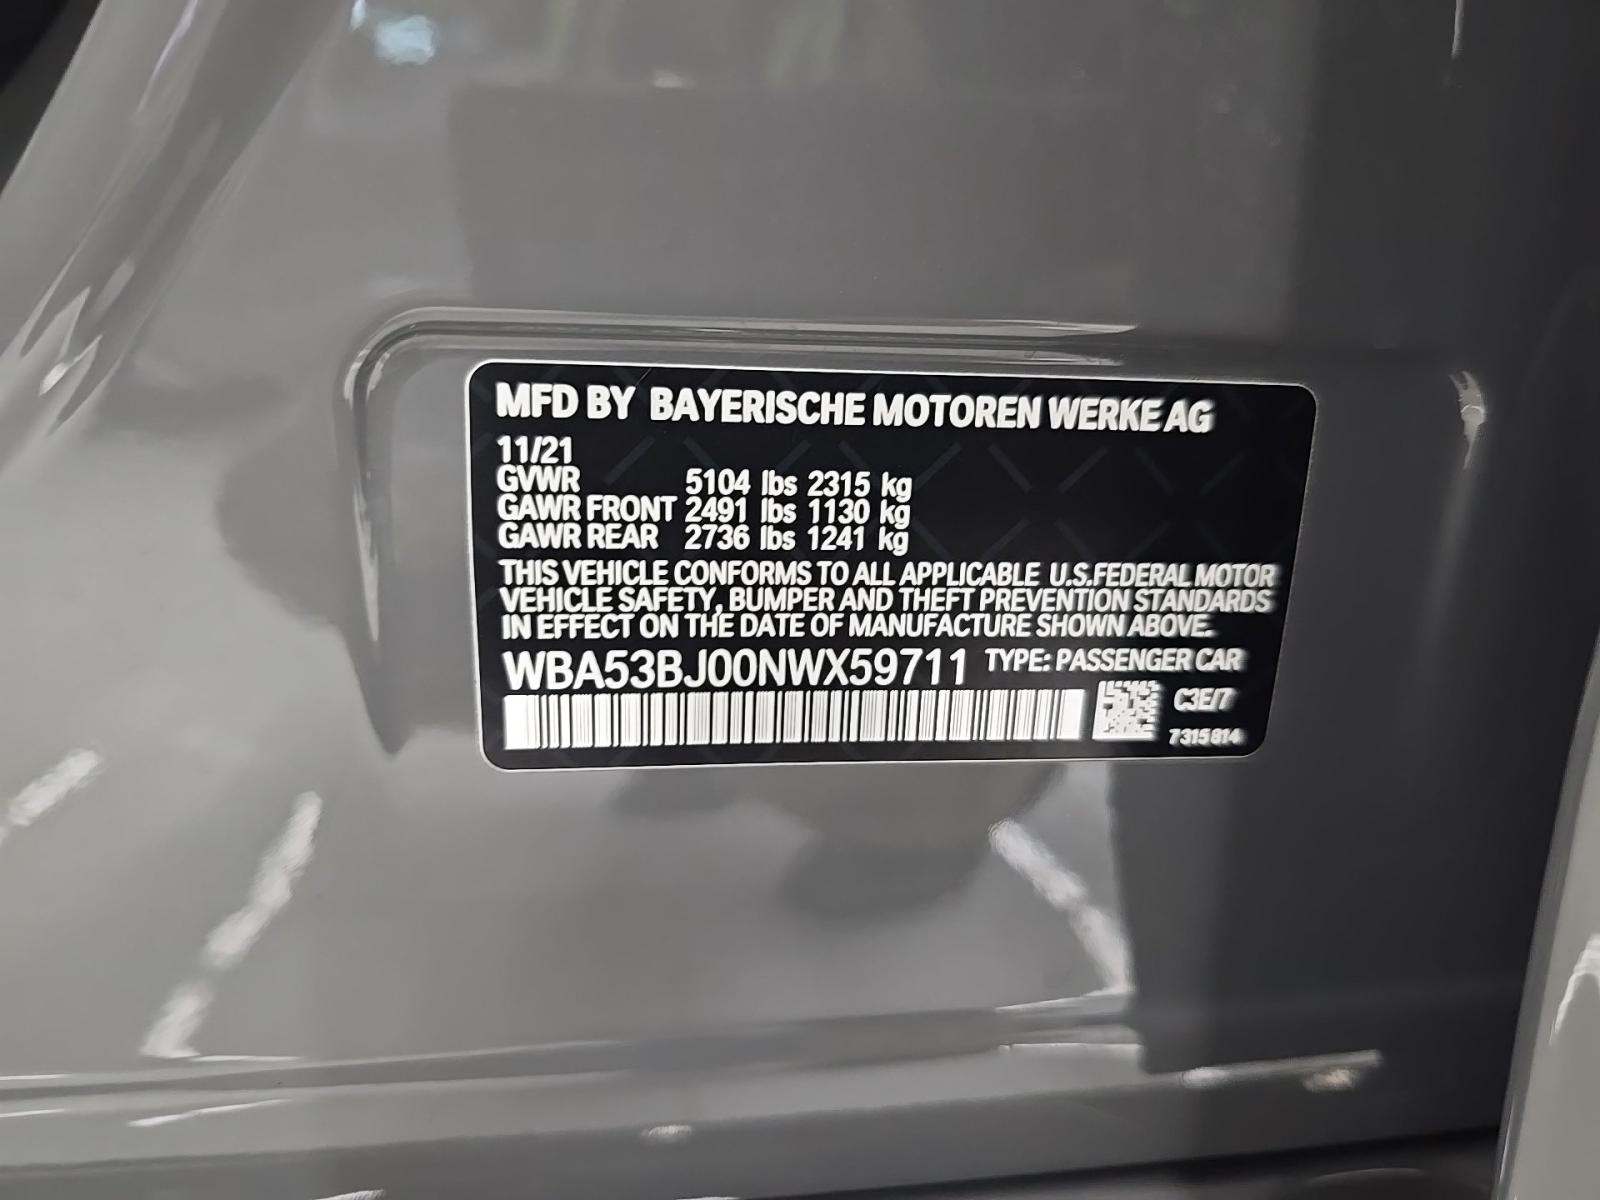 MFD BY BAYERISCHE MOTOREN WERKE AG
11/21
GVWR 5104 lbs 2315 kg
GAWR FRONT 2491 lbs 1130 kg
GAWR REAR 2736 lbs 1241 kg
THIS VEHICLE CONFORMS TO ALL APPLICABLE U.S.FEDERAL MOTOR
VEHICLE SAFETY, BUMPER AND THEFT PREVENTION STANDARDS
IN EFFECT ON THE DATE OF MANUFACTURE SHOWN ABOVE.
WBA53BJ00NWX59711 TYPE: PASSENGER CAR
C3E/7
7315814